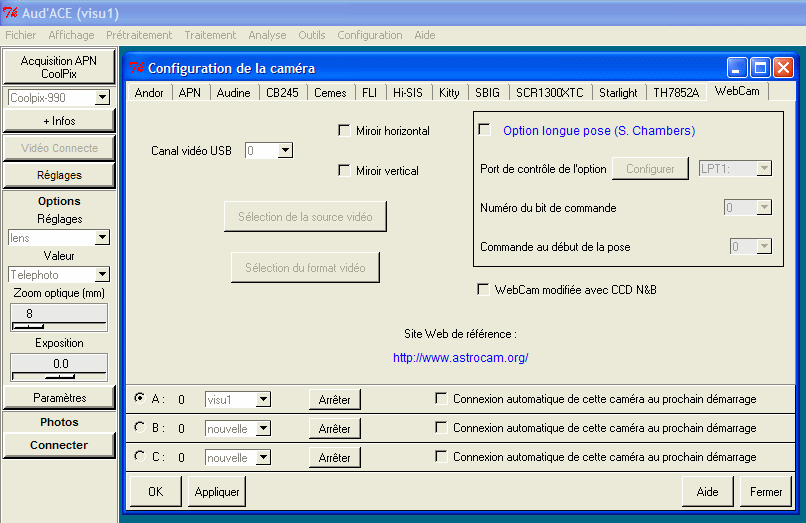 Aud'ACE (visu1)
Fichier Affichage Prétraitement Traitement Analyse Outils Configuration Aide
Acquisition APN
CoolPix
Coolpix-990
+ Infos
Vidéo Connecte
Réglages
Options
Réglages
lens
Valeur
Telephoto
Zoom optique (mm)
8
Exposition
0.0
Paramètres
Photos
Connecter
Configuration de la caméra
Andor APN Audine CB245 Cemes FLI Hi-SIS Kitty SBIG SCR1300XTC Starlight TH7852A WebCam
Canal vidéo USB 0
Miroir horizontal
Miroir vertical
Sélection de la source vidéo
Sélection du format vidéo
Option longue pose (S. Chambers)
Port de contrôle de l'option Configurer LPT1:
Numéro du bit de commande 0
Commande au début de la pose 0
WebCam modifiée avec CCD N&B
Site Web de référence :
http://www.astrocam.org/
A : 0 visu1 Arrêter Connexion automatique de cette caméra au prochain démarrage
B : 0 nouvelle Arrêter Connexion automatique de cette caméra au prochain démarrage
C : 0 nouvelle Arrêter Connexion automatique de cette caméra au prochain démarrage
OK Appliquer Aide Fermer